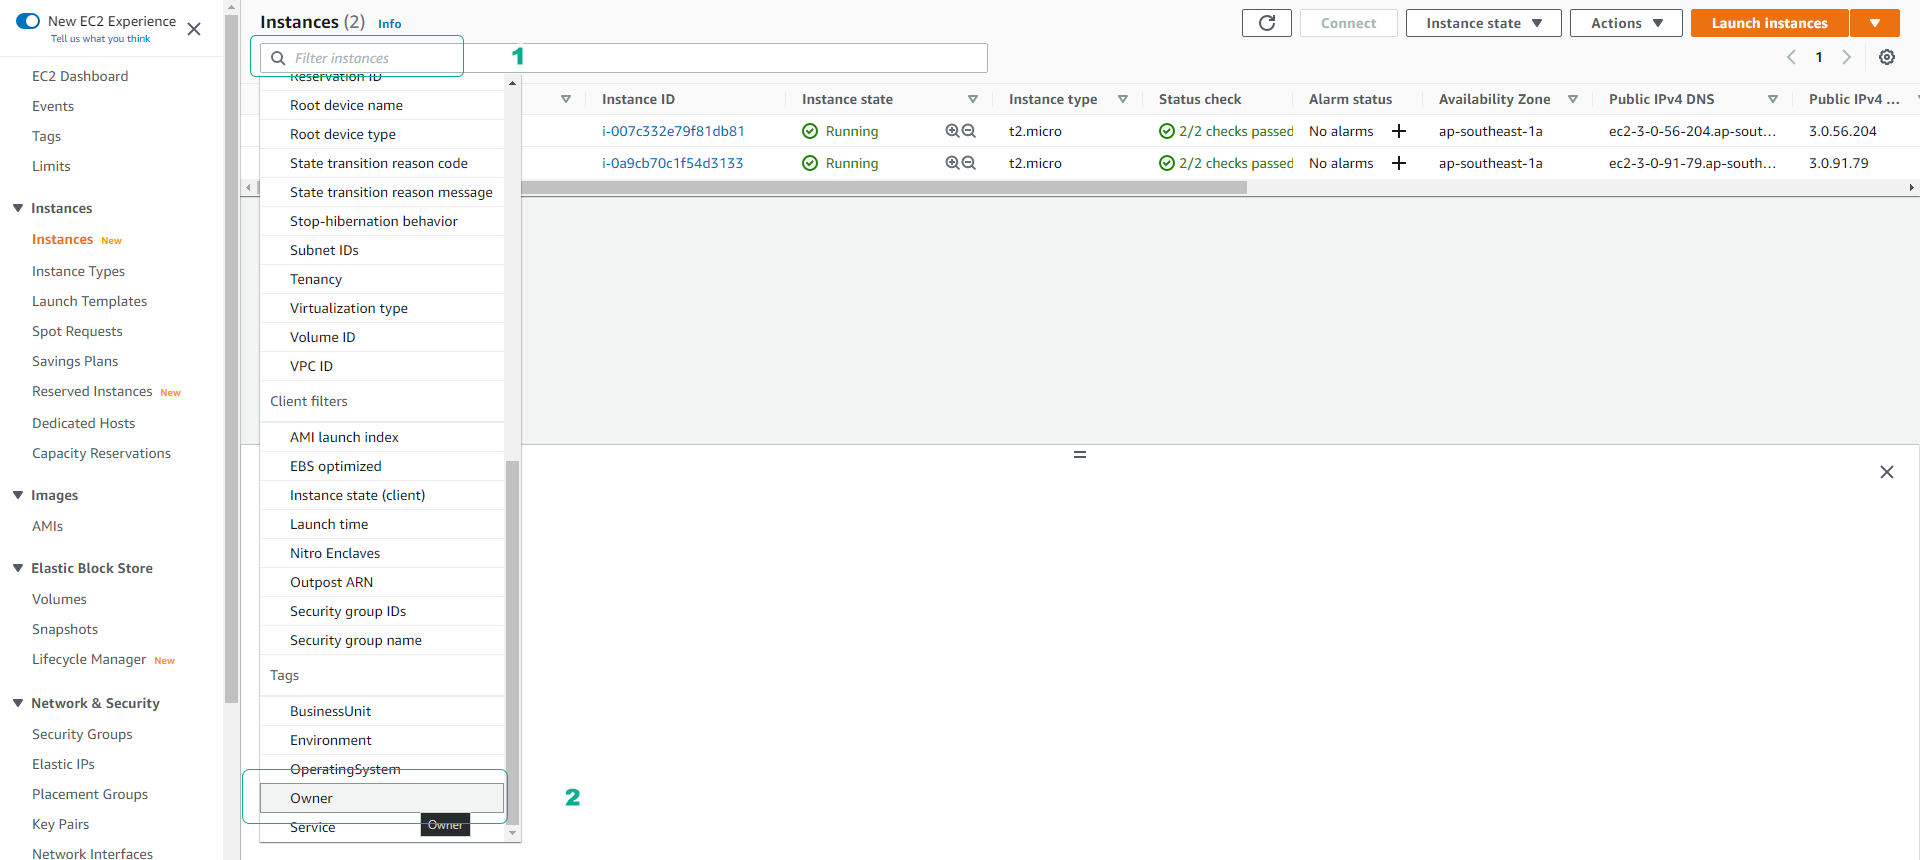 New EC2 Experience
Tell us what you think
EC2 Dashboard
Events
Tags
Limits
Instances
Instances New
Instance Types
Launch Templates
Spot Requests
Savings Plans
Reserved Instances New
Dedicated Hosts
Capacity Reservations
Images
AMIs
Elastic Block Store
Volumes
Snapshots
Lifecycle Manager New
Network & Security
Security Groups
Elastic IPs
Placement Groups
Key Pairs
Network Interfaces
Instances (2) Info
Connect Instance state Actions Launch instances
Filter instances 1
1
Reservation ID
Root device name
Root device type
State transition reason code
State transition reason message
Stop-hibernation behavior
Subnet IDs
Tenancy
Virtualization type
Volume ID
VPC ID
Client filters
AMI launch index
EBS optimized
Instance state (client)
Launch time
Nitro Enclaves
Outpost ARN
Security group IDs
Security group name
Tags
BusinessUnit
Environment
OperatingSystem
Owner 2
Service Owner
Instance ID Instance state Instance type Status check Alarm status Availability Zone Public IPv4 DNS Public IPv4 ...
i-007c332e79f81db81 Running t2.micro 2/2 checks passed No alarms ap-southeast-1a ec2-3-0-56-204.ap-sout... 3.0.56.204
i-0a9cb70c1f54d3133 Running t2.micro 2/2 checks passed No alarms ap-southeast-1a ec2-3-0-91-79.ap-south... 3.0.91.79